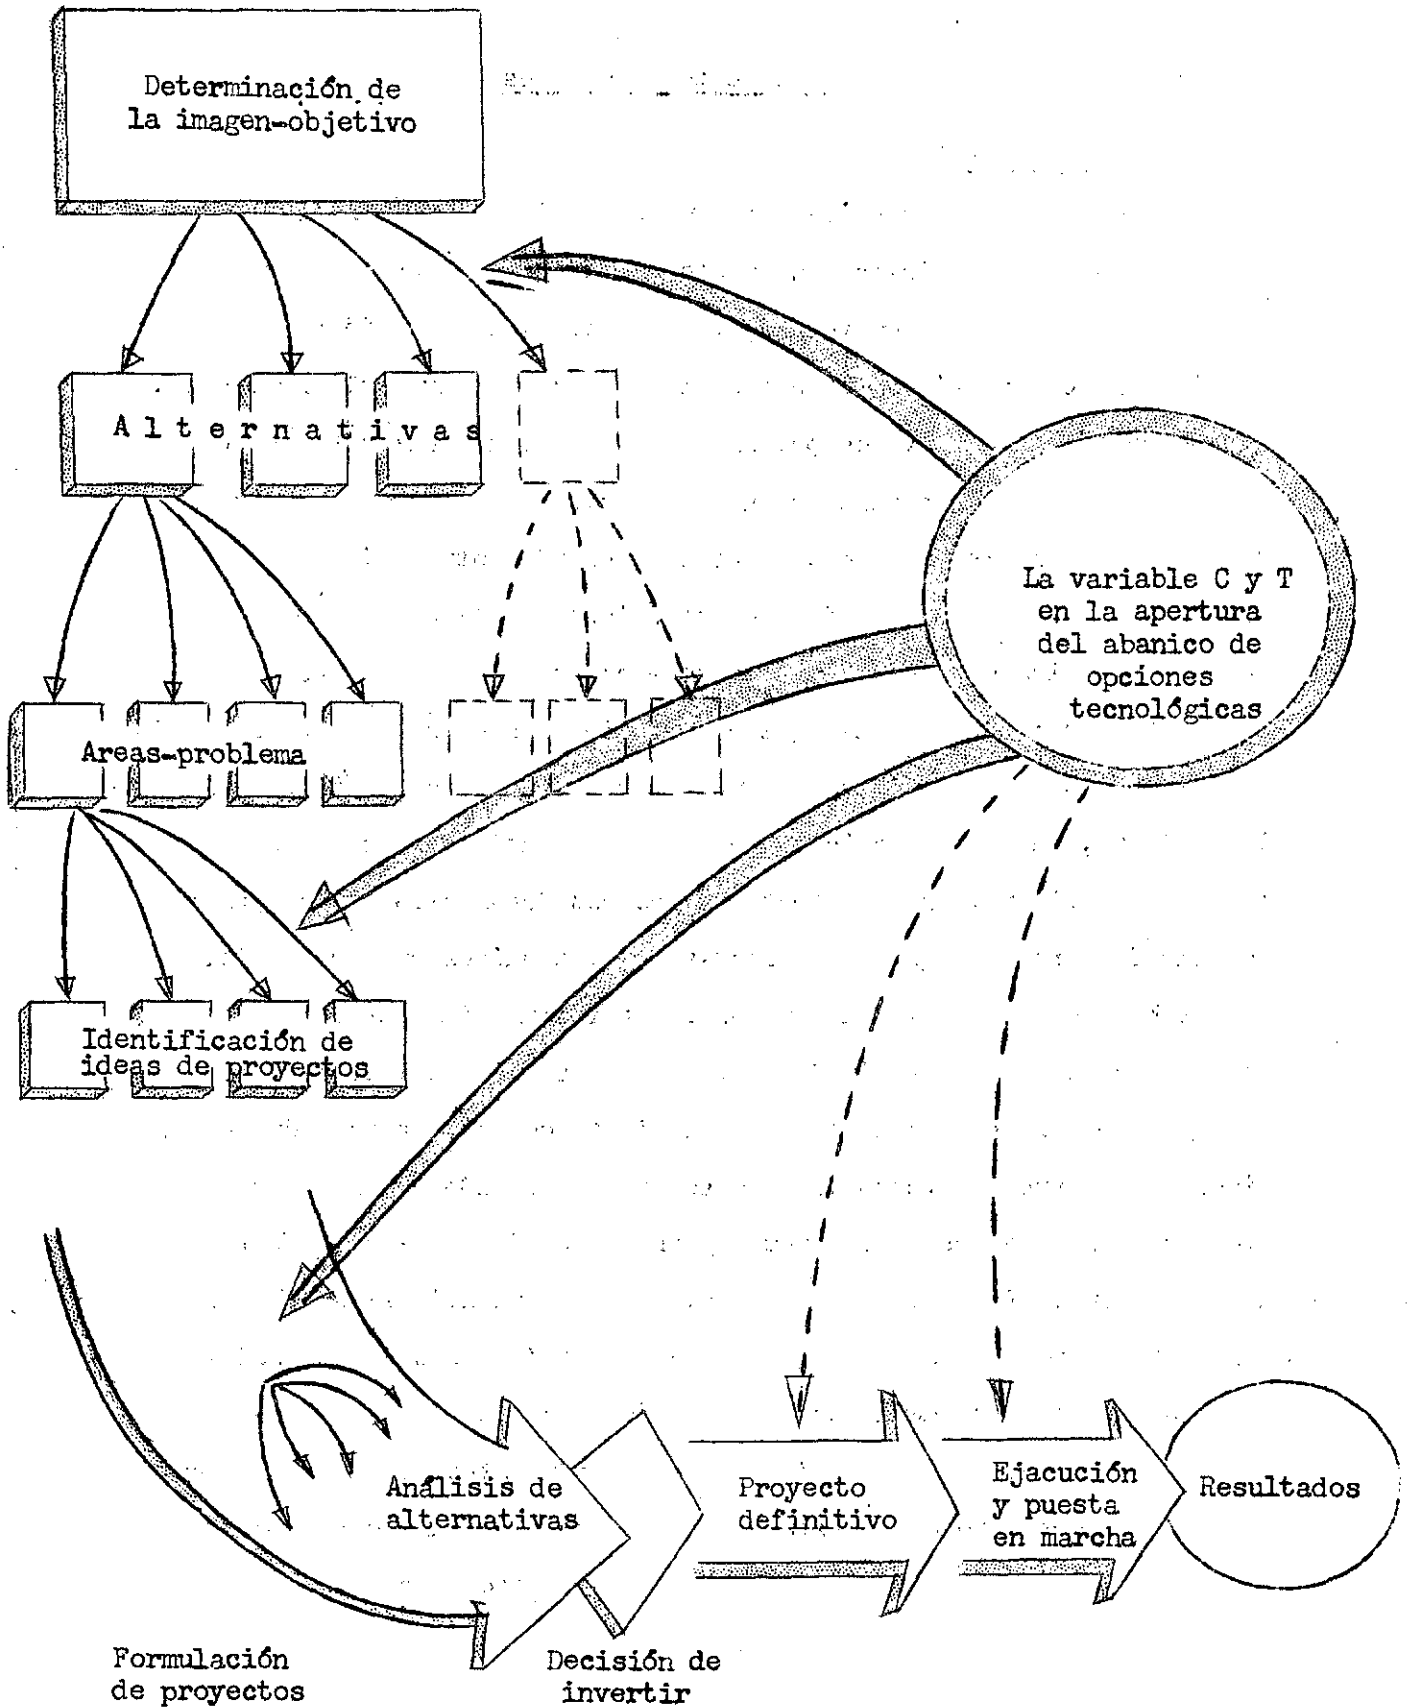 Determinación de
la imagen-objetivo
Alternativas
La variable C y T
en la apertura
del abanico de
opciones
tecnológicas
Areas-problema
Identificación de
ideas de proyectos
Análisis de
alternativas
Proyecto
definitivo
Ejacución
y puesta
en marcha
Resultados
Formulación
de proyectos
Decisión de
invertir